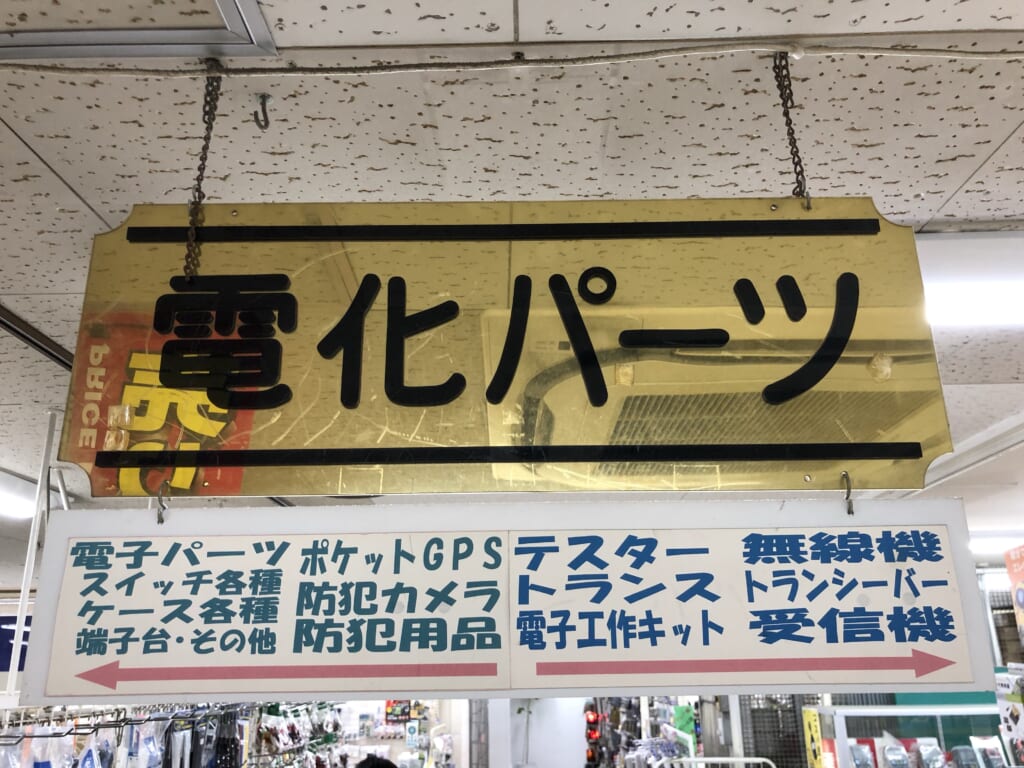 電化パーツ
PRICE
電子パーツ
スイッチ各種
ケース各種
端子台・その他
ポケットGPS
防犯カメラ
防犯用品
テスター
トランス
電子工作キット
無線機
トランシーバー
受信機